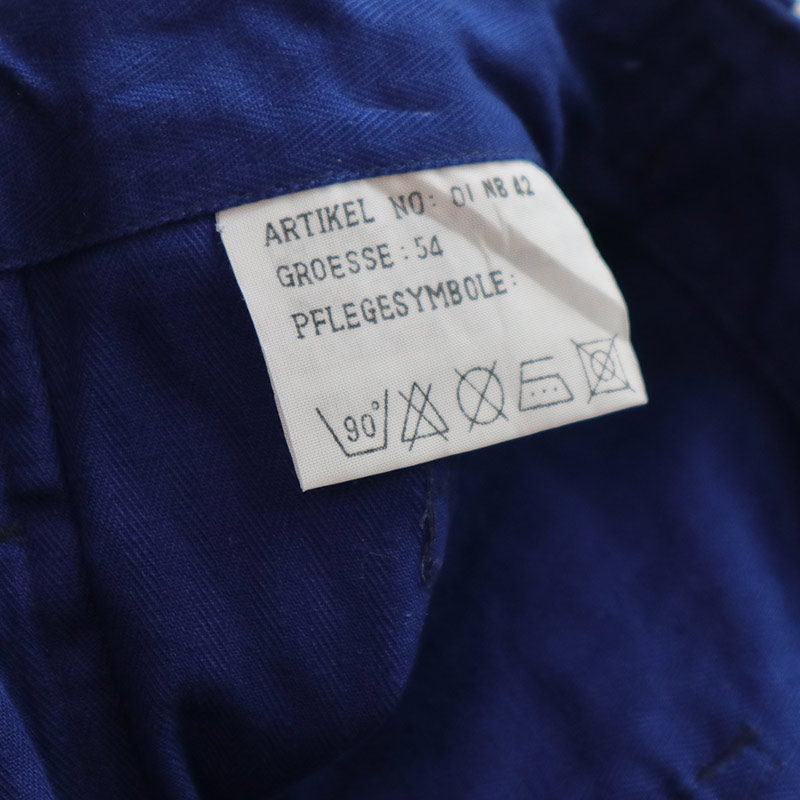 ARTIKEL NO: 01 NB 42
GROESSE: 54
PFLEGESYMBOLE:
90°